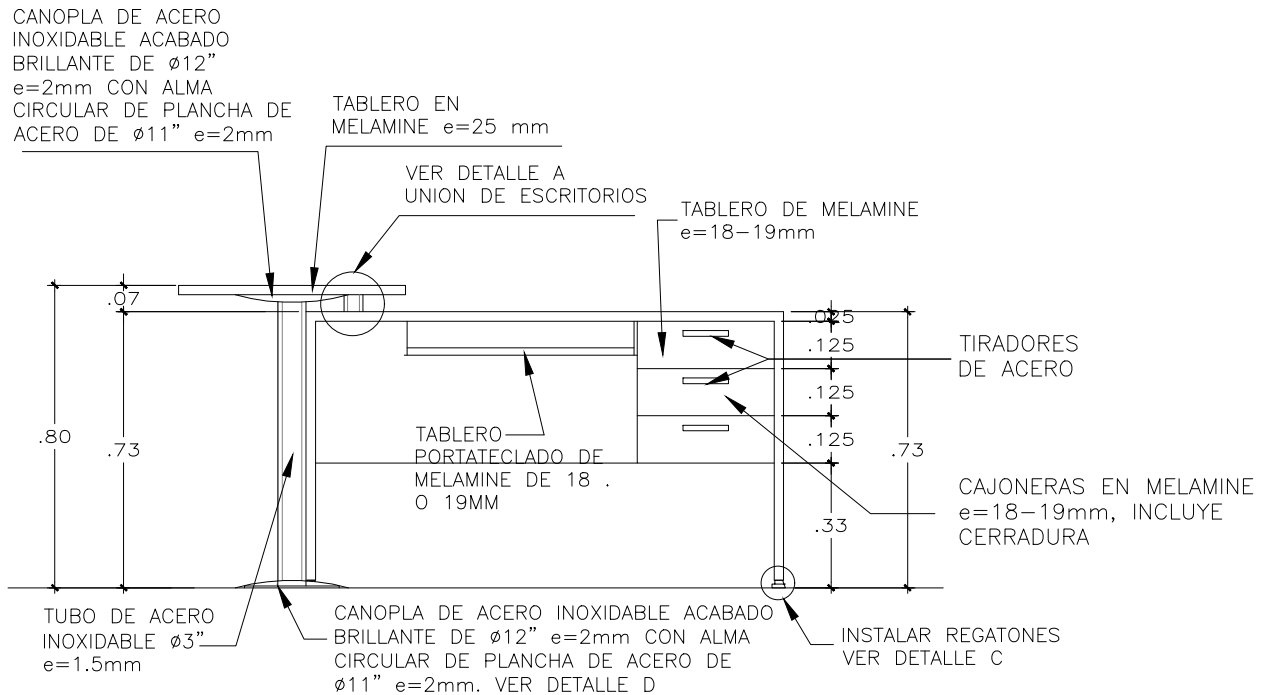 CANOPLA DE ACERO
INOXIDABLE ACABADO
BRILLANTE DE ø12"
e=2mm CON ALMA
CIRCULAR DE PLANCHA DE
ACERO DE ø11" e=2mm
TABLERO EN
MELAMINE e=25 mm
VER DETALLE A
UNION DE ESCRITORIOS
TABLERO DE MELAMINE
e=18-19mm
.07
.80
.73
.025
.125
.125
.125
.73
.33
TIRADORES
DE ACERO
TABLERO
PORTATECLADO DE
MELAMINE DE 18 .
O 19MM
CAJONERAS EN MELAMINE
e=18-19mm, INCLUYE
CERRADURA
TUBO DE ACERO
INOXIDABLE ø3"
e=1.5mm
CANOPLA DE ACERO INOXIDABLE ACABADO
BRILLANTE DE ø12" e=2mm CON ALMA
CIRCULAR DE PLANCHA DE ACERO DE
ø11" e=2mm. VER DETALLE D
INSTALAR REGATONES
VER DETALLE C